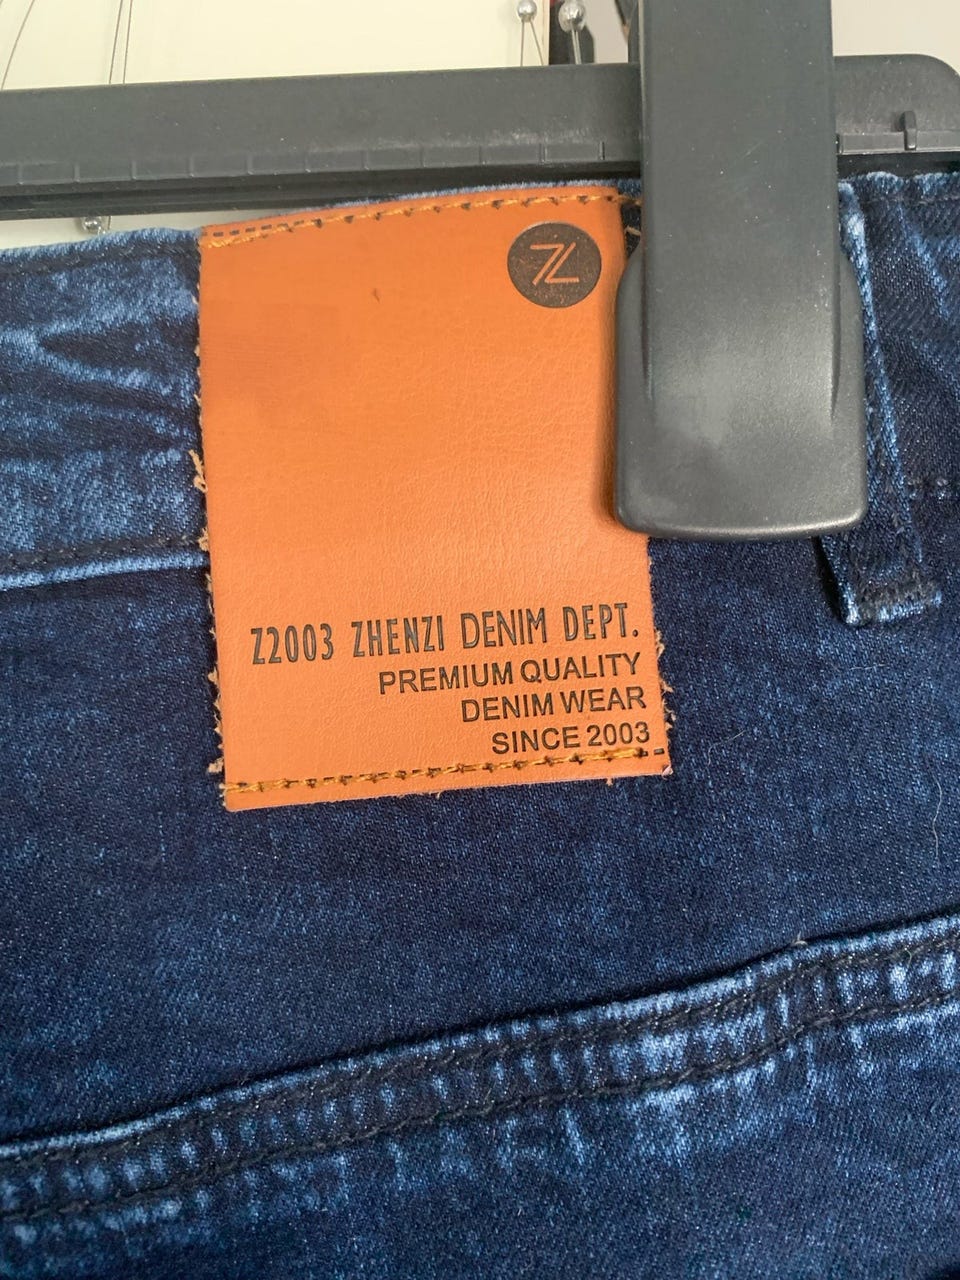 Z
Z2003 ZHENZI DENIM DEPT.
PREMIUM QUALITY
DENIM WEAR
SINCE 2003